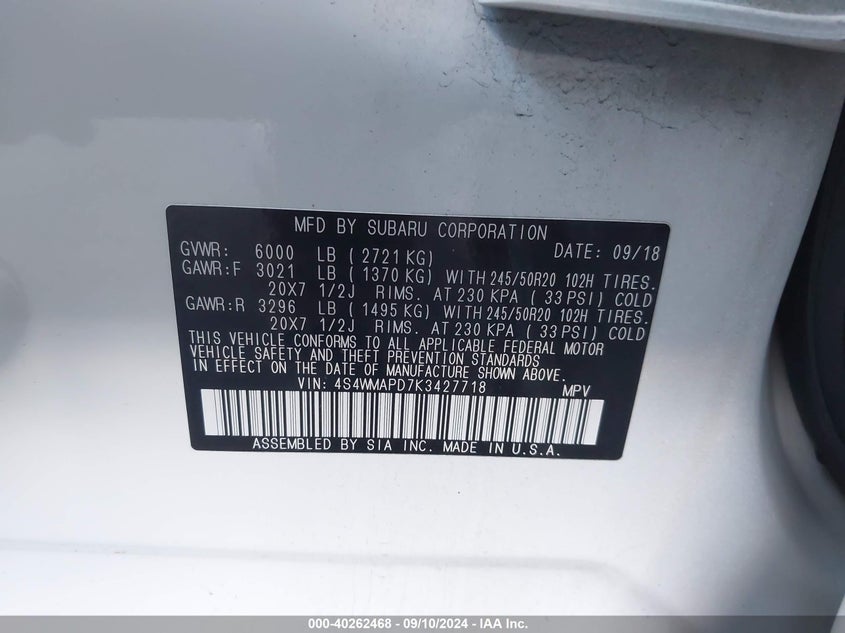 MFD BY SUBARU CORPORATION
GVWR: 6000 LB ( 2721 KG) DATE: 09/18
GAWR:F 3021 LB ( 1370 KG) WITH 245/50R20 102H TIRES.
20X7 1/2J RIMS. AT 230 KPA ( 33 PSI) COLD
GAWR:R 3296 LB ( 1495 KG) WITH 245/50R20 102H TIRES.
20X7 1/2J RIMS. AT 230 KPA ( 33 PSI) COLD
THIS VEHICLE CONFORMS TO ALL APPLICABLE FEDERAL MOTOR
VEHICLE SAFETY AND THEFT PREVENTION STANDARDS
IN EFFECT ON THE DATE OF MANUFACTURE SHOWN ABOVE.
VIN: 4S4WMAPD7K3427718 MPV
ASSEMBLED BY SIA INC. MADE IN U.S.A.
000-40262468 - 09/10/2024 - IAA Inc.